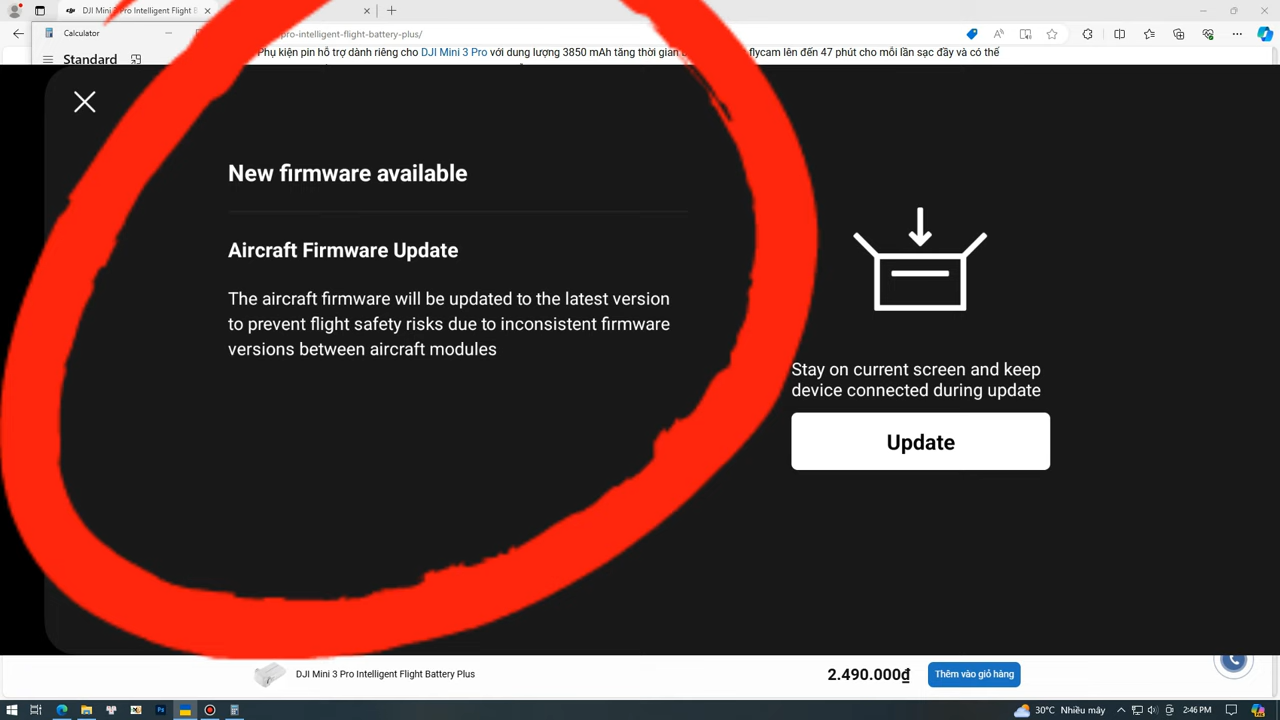 DJI Mini 3 Pro Intelligent Flight B
Calculator
pro-intelligent-flight-battery-plus/
Standard
Phụ kiện pin hỗ trợ dành riêng cho DJI Mini 3 Pro với dung lượng 3850 mAh tăng thời gian
flycam lên đến 47 phút cho mỗi lần sạc đầy và có thể
New firmware available
Aircraft Firmware Update
The aircraft firmware will be updated to the latest version
to prevent flight safety risks due to inconsistent firmware
versions between aircraft modules
Stay on current screen and keep
device connected during update
Update
DJI Mini 3 Pro Intelligent Flight Battery Plus
2.490.000₫
Thêm vào giỏ hàng
30°C Nhiều mây
2:46 PM